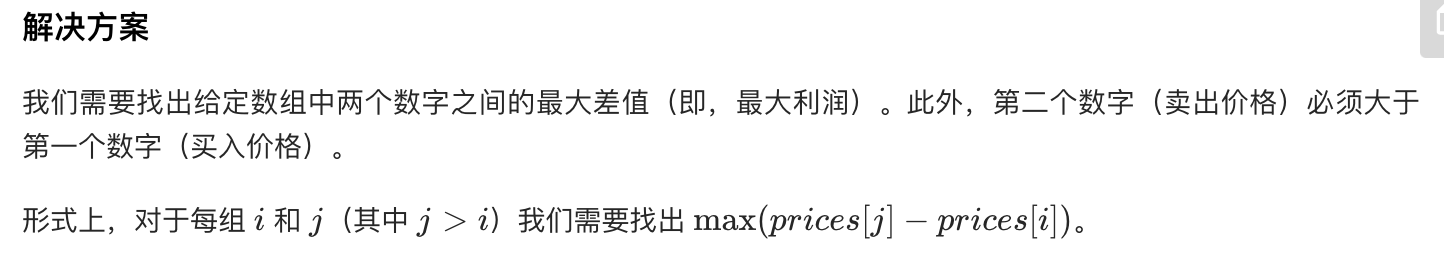 解决方案
我们需要找出给定数组中两个数字之间的最大差值（即，最大利润）。此外，第二个数字（卖出价格）必须大于
第一个数字（买入价格）。
形式上，对于每组 i 和 j（其中 j > i）我们需要找出 max(prices[j] − prices[i])。